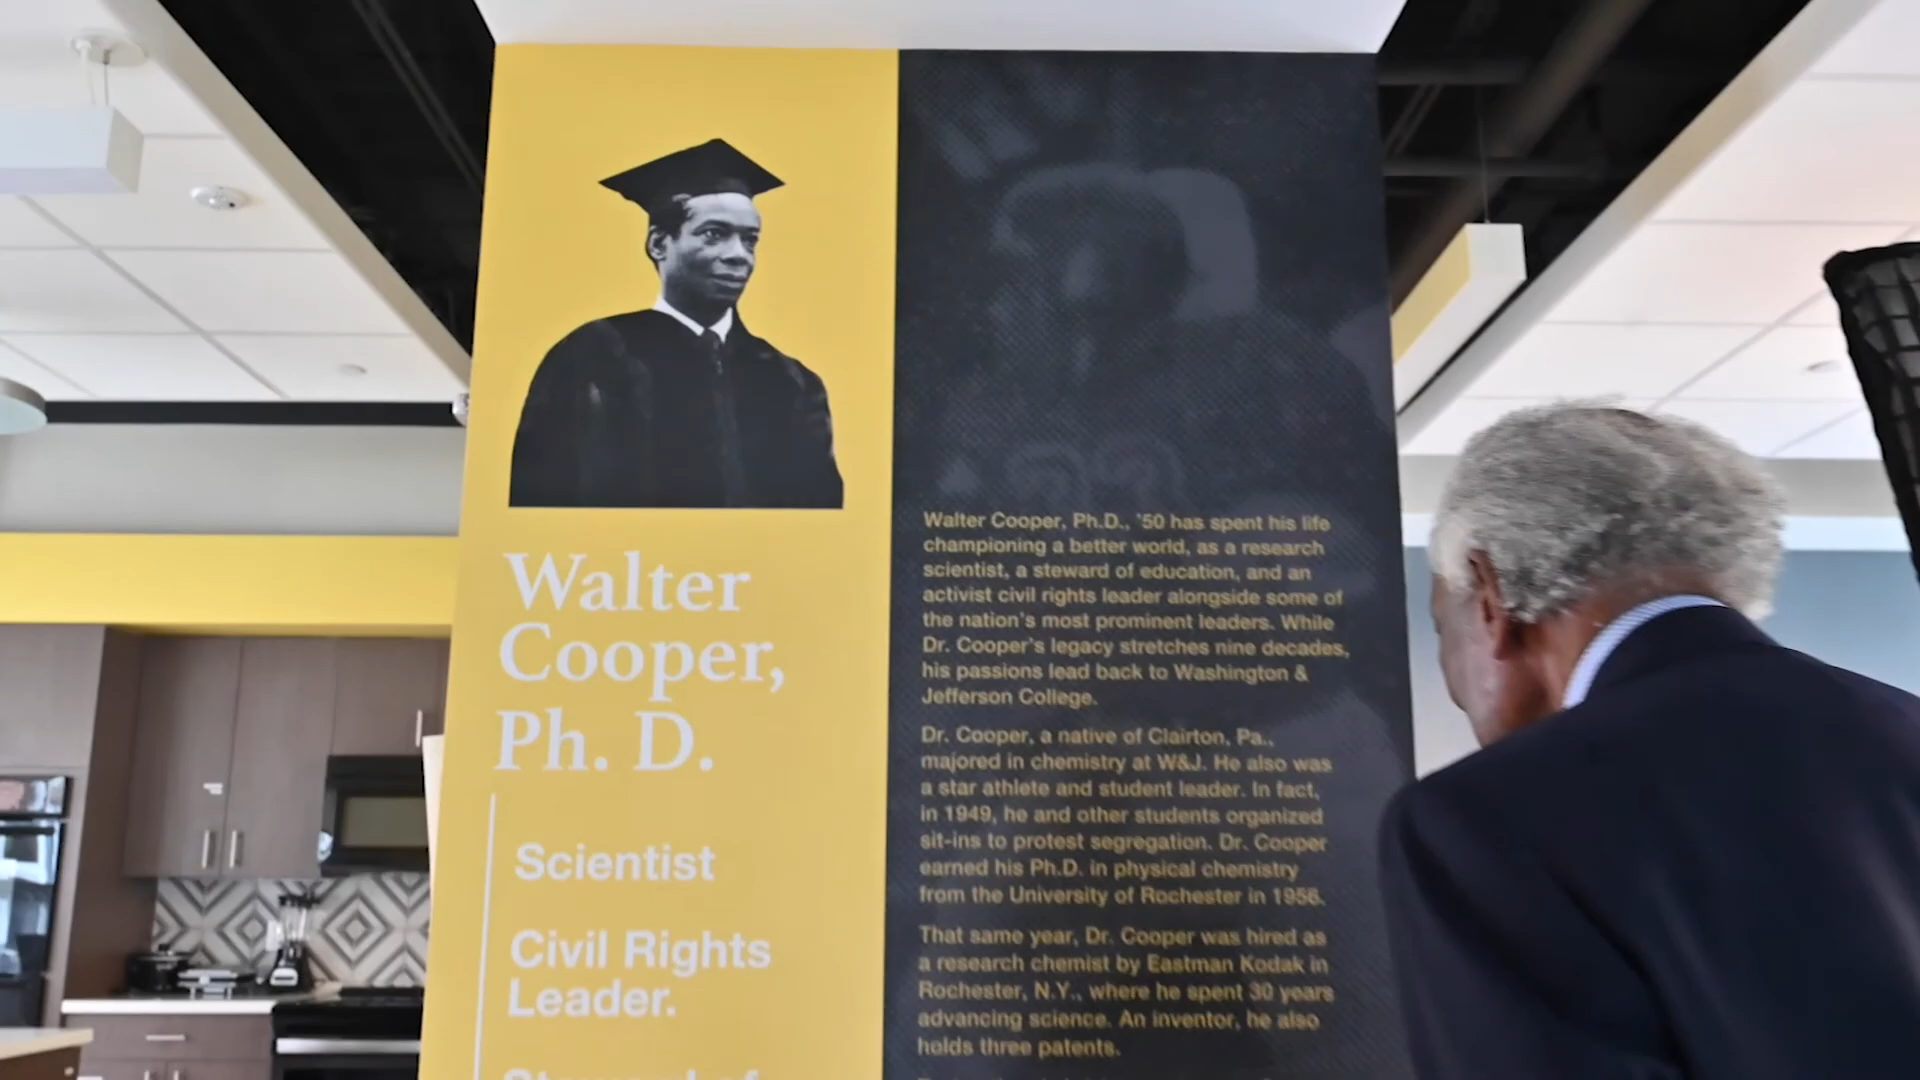 Walter
Cooper,
Ph. D.
Scientist
Civil Rights
Leader.
Steward of
Walter Cooper, Ph.D., '50 has spent his life
championing a better world, as a research
scientist, a steward of education, and an
activist civil rights leader alongside some of
the nation's most prominent leaders. While
Dr. Cooper's legacy stretches nine decades,
his passions lead back to Washington &
Jefferson College.
Dr. Cooper, a native of Clairton, Pa.,
majored in chemistry at W&J. He also was
a star athlete and student leader. In fact,
in 1949, he and other students organized
sit-ins to protest segregation. Dr. Cooper
earned his Ph.D. in physical chemistry
from the University of Rochester in 1956.
That same year, Dr. Cooper was hired as
a research chemist by Eastman Kodak in
Rochester, N.Y., where he spent 30 years
advancing science. An inventor, he also
holds three patents.